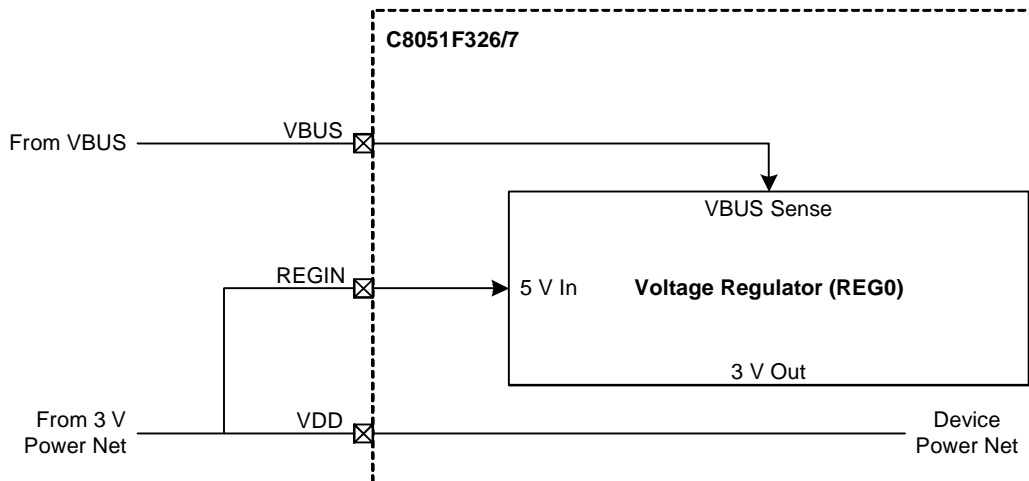 C8051F326/7
From VBUS
VBUS
VBUS Sense
REGIN
5 V In
Voltage Regulator (REG0)
3 V Out
From 3 V
Power Net
VDD
Device
Power Net